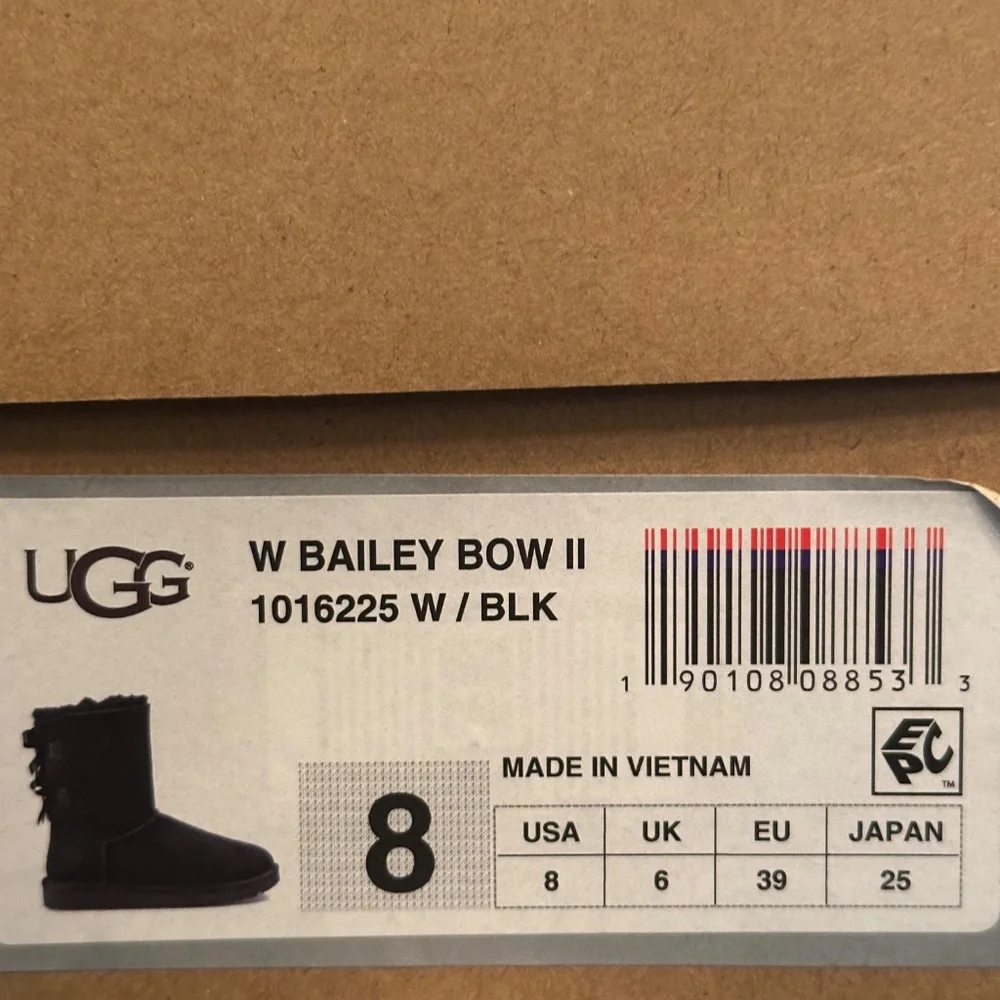 UGG®
W BAILEY BOW II
1016225 W / BLK
1 90108 08853 3
EPC™
MADE IN VIETNAM
8
USA UK EU JAPAN
8 6 39 25